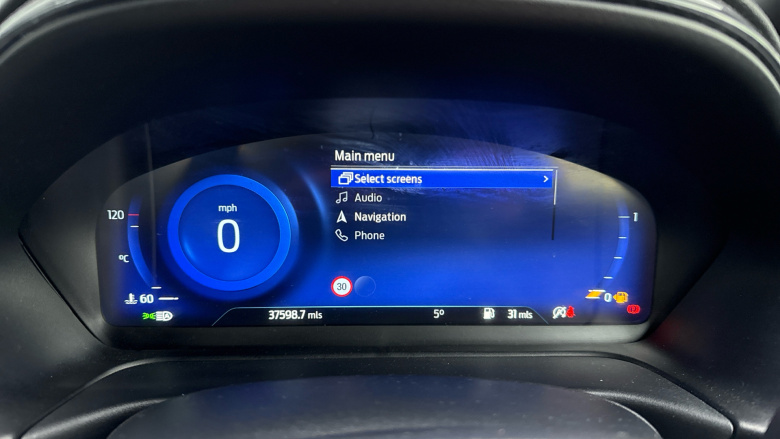 Main menu
Select screens >
Audio
Navigation
Phone
mph
0
120
°C
60
1
0
30
37598.7 mls
5°
31 mls